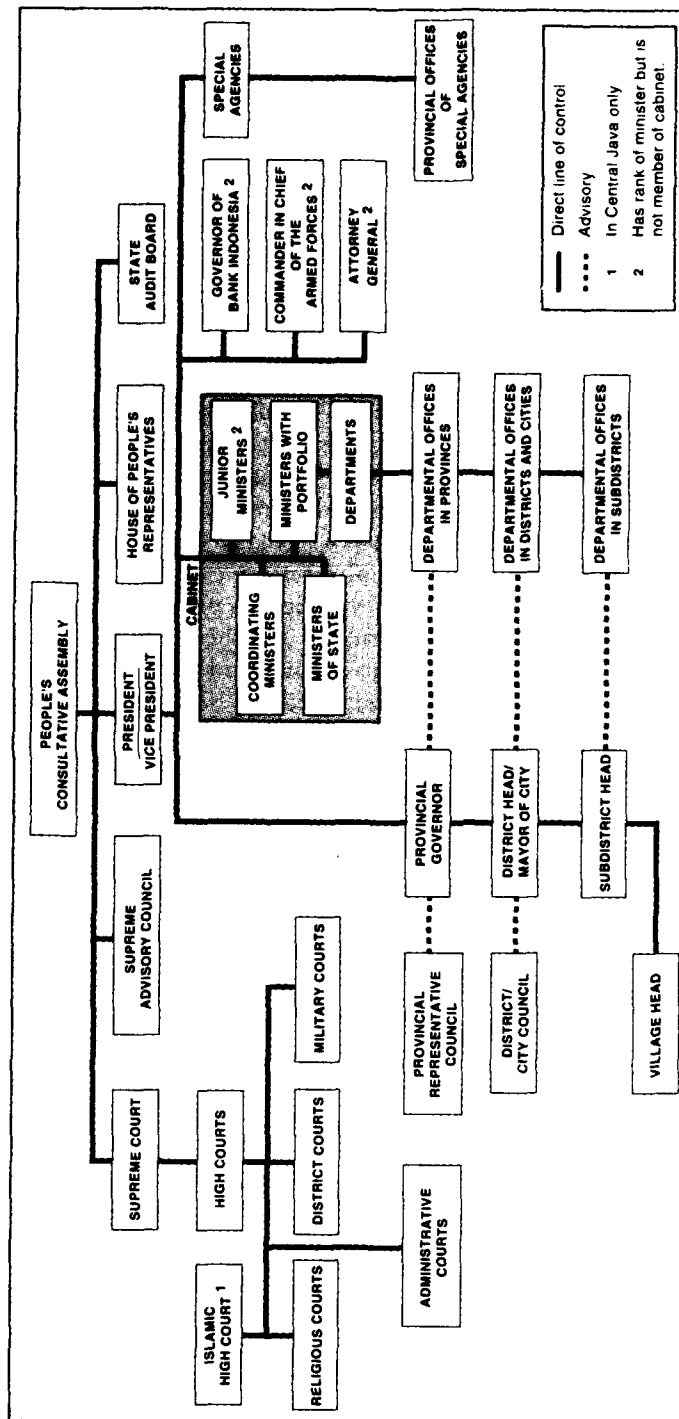 PEOPLE'S
CONSULTATIVE ASSEMBLY
SUPREME COURT
SUPREME
ADVISORY COUNCIL
PRESIDENT
VICE PRESIDENT
HOUSE OF PEOPLE'S
REPRESENTATIVES
STATE
AUDIT BOARD
ISLAMIC
HIGH COURT 1
HIGH COURTS
RELIGIOUS COURTS
DISTRICT COURTS
MILITARY COURTS
ADMINISTRATIVE
COURTS
CABINET
COORDINATING
MINISTERS
MINISTERS
OF STATE
JUNIOR
MINISTERS 2
MINISTERS WITH
PORTFOLIO
DEPARTMENTS
GOVERNOR OF
BANK INDONESIA 2
COMMANDER IN CHIEF
OF THE
ARMED FORCES 2
ATTORNEY
GENERAL 2
SPECIAL
AGENCIES
PROVINCIAL OFFICES
OF
SPECIAL AGENCIES
PROVINCIAL
REPRESENTATIVE
COUNCIL
PROVINCIAL
GOVERNOR
DEPARTMENTAL OFFICES
IN PROVINCES
DISTRICT/
CITY COUNCIL
DISTRICT HEAD/
MAYOR OF CITY
DEPARTMENTAL OFFICES
IN DISTRICTS AND CITIES
SUBDISTRICT HEAD
DEPARTMENTAL OFFICES
IN SUBDISTRICTS
VILLAGE HEAD
Direct line of control
Advisory
1 In Central Java only
2 Has rank of minister but is
not member of cabinet.